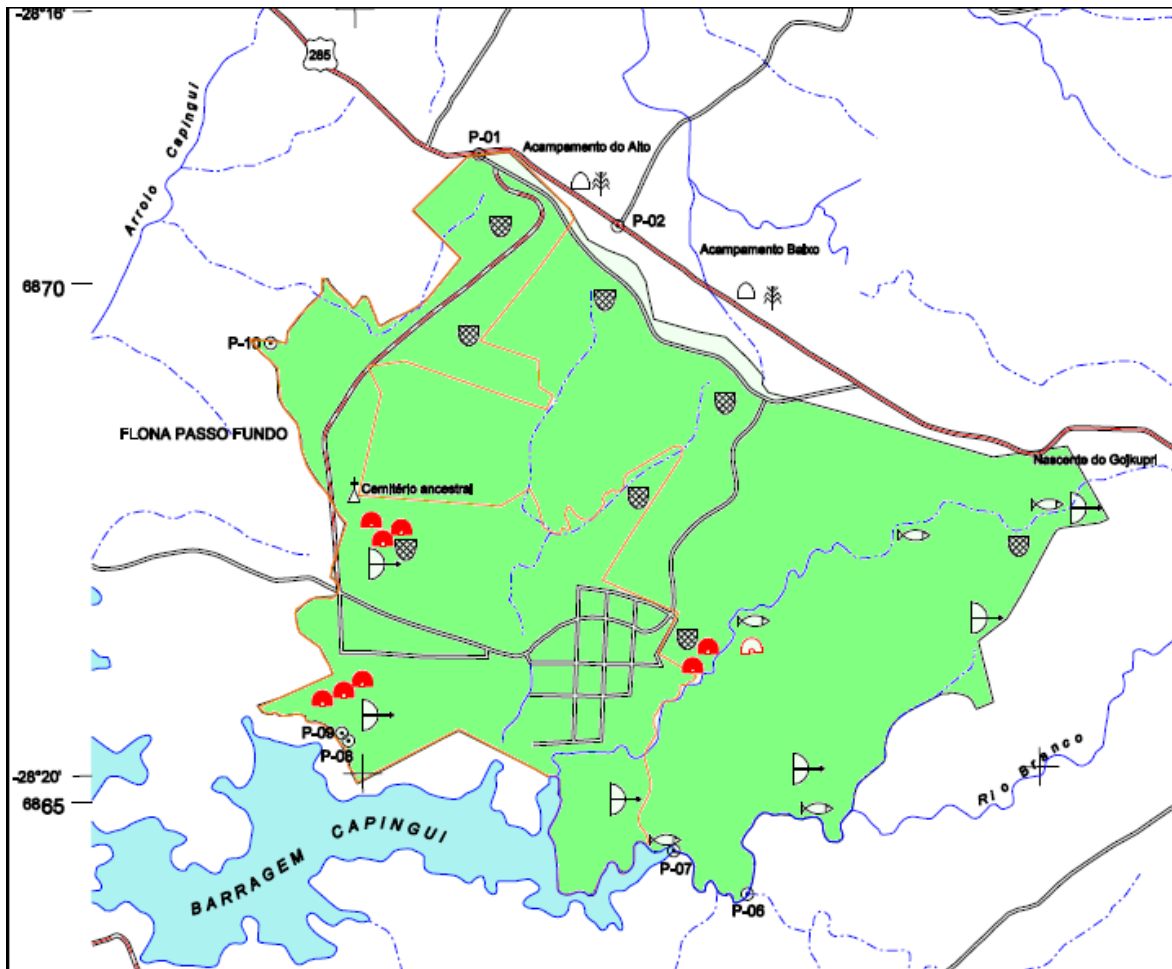 -28°16'
285
Arroio Capingui
P-01
Acampamento do Alto
P-02
Acampamento Baixo
6870
P-10
FLONA PASSO FUNDO
Nascente do Gojkupri
Cemitério ancestral
P-09
P-08
-28°20'
6865
Rio Branco
BARRAGEM CAPINGUI
P-07
P-06